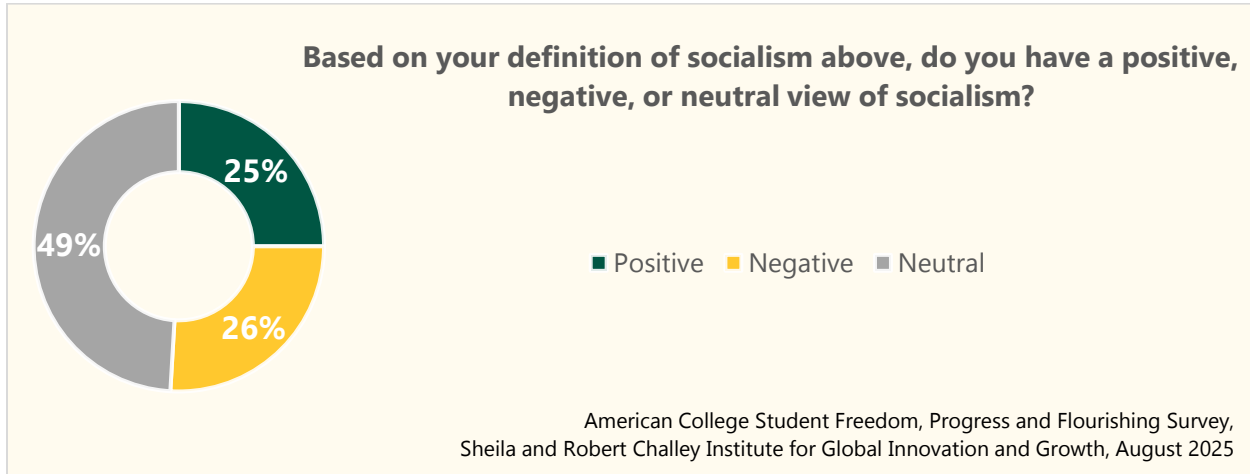 Based on your definition of socialism above, do you have a positive,
negative, or neutral view of socialism?
25%
49%
26%
Positive Negative Neutral
American College Student Freedom, Progress and Flourishing Survey,
Sheila and Robert Challey Institute for Global Innovation and Growth, August 2025